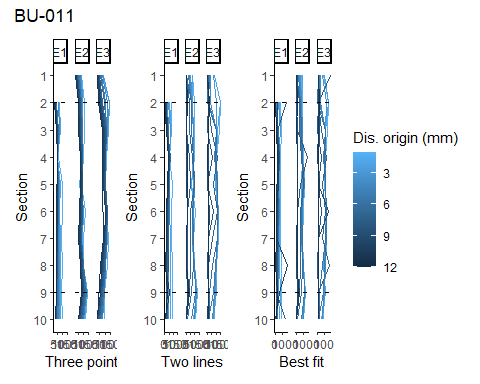 BU-011
E1 E2 E3 E1 E2 E3 E1 E2 E3
1 1 1
2 2 2
3 3 3
4 4 4
5 5 5
6 6 6
7 7 7
8 8 8
9 9 9
10 10 10
Section Section Section
Three point Two lines Best fit
Dis. origin (mm)
3
6
9
12